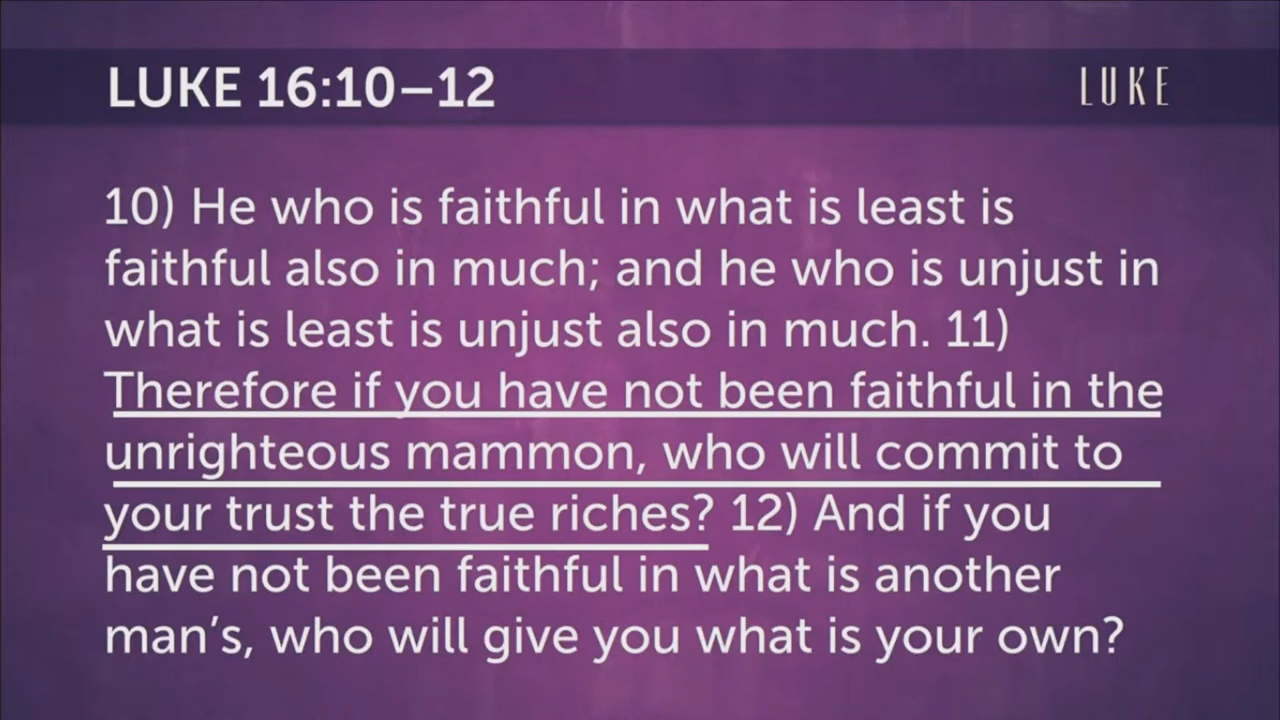 LUKE 16:10–12
LUKE
10) He who is faithful in what is least is
faithful also in much; and he who is unjust in
what is least is unjust also in much. 11)
Therefore if you have not been faithful in the
unrighteous mammon, who will commit to
your trust the true riches? 12) And if you
have not been faithful in what is another
man’s, who will give you what is your own?